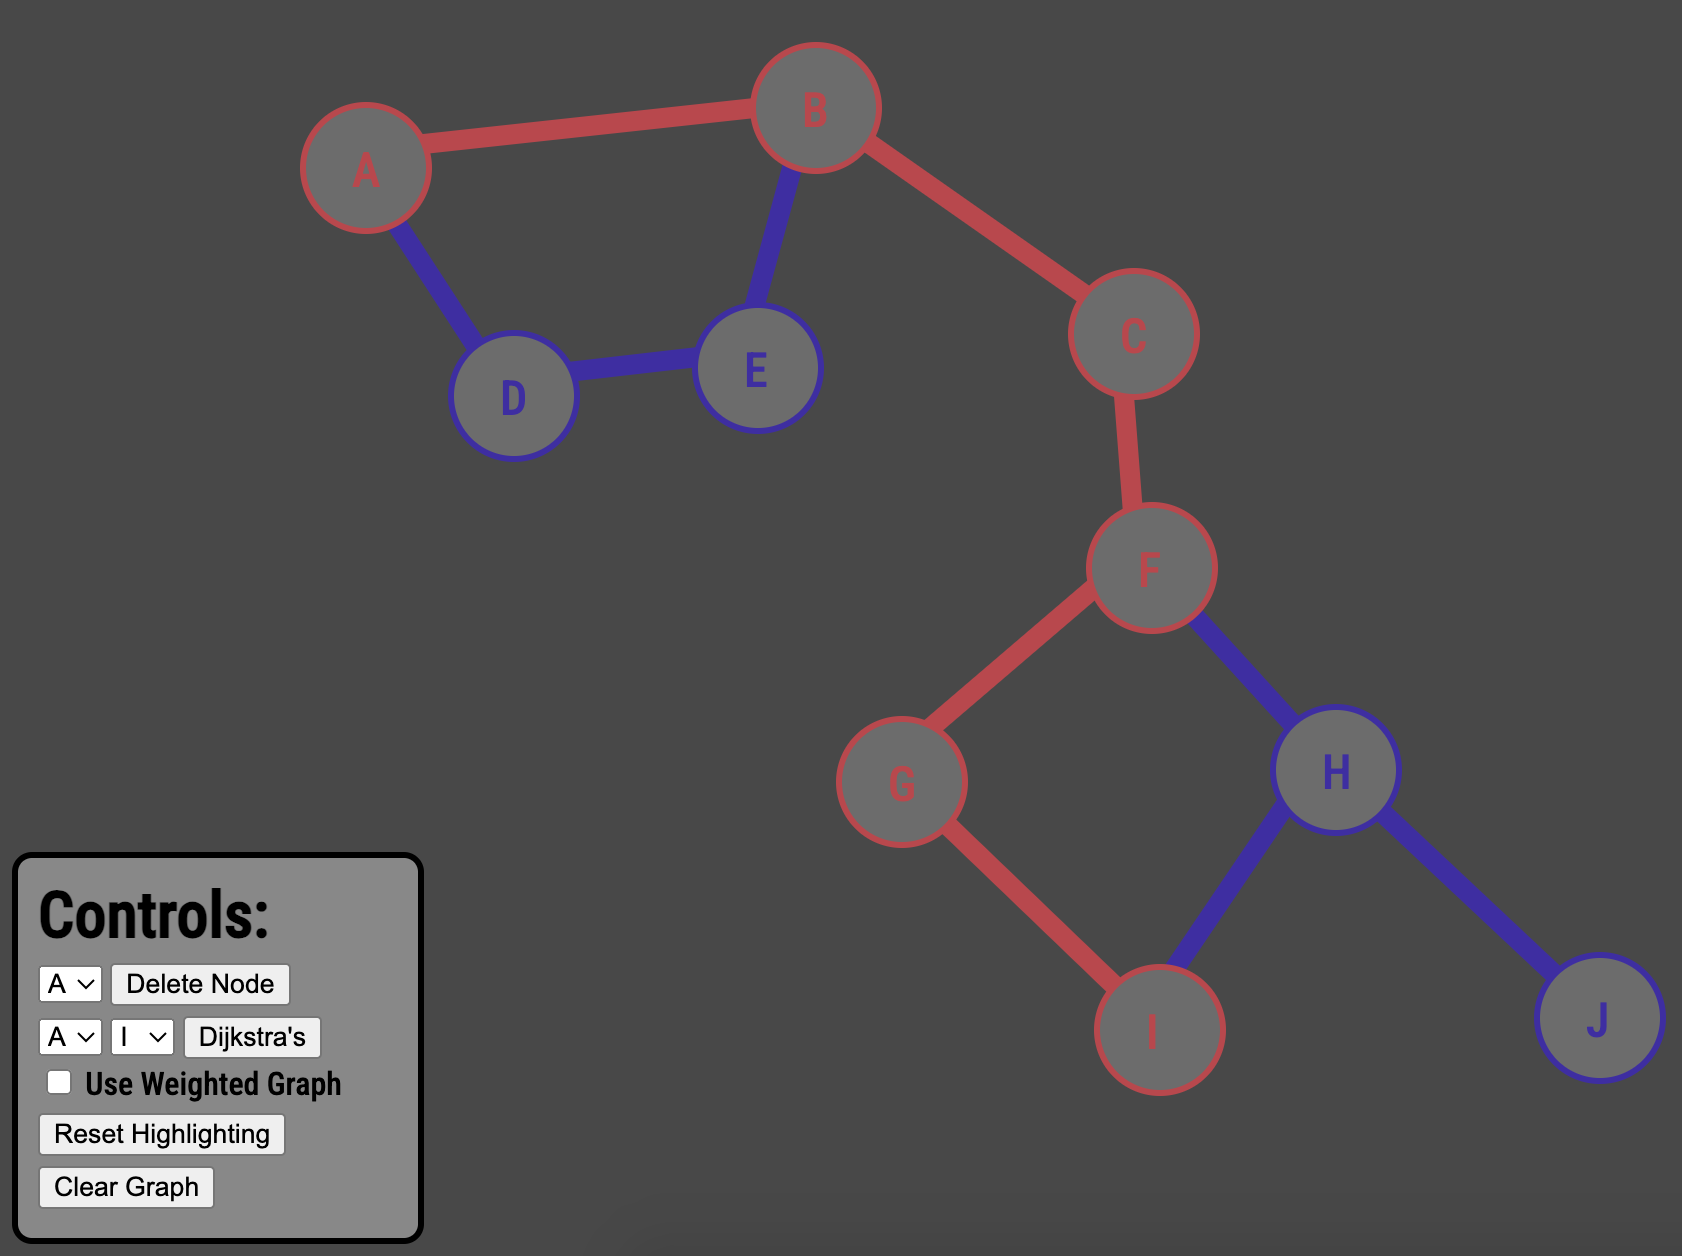 B
A
C
E
D
F
H
G
J
I
Controls:
A Delete Node
A I Dijkstra's
Use Weighted Graph
Reset Highlighting
Clear Graph